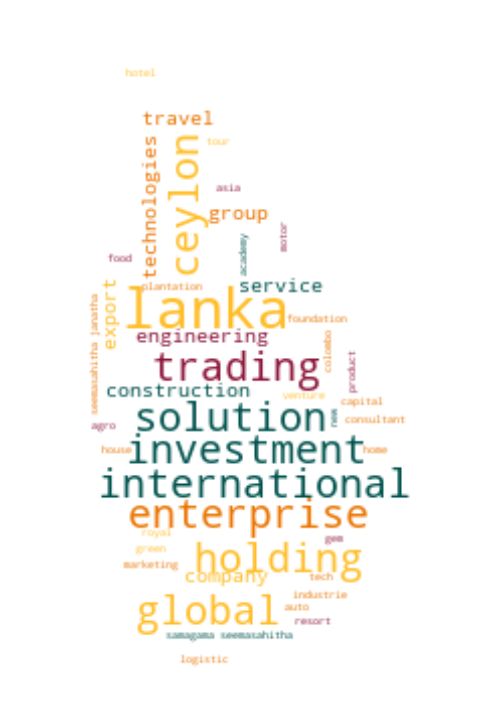 hotel
travel
technologies
ceylon
tour
asia
group
academy
motor
food
plantation
service
export
seemasahitha janatha
lanka
foundation
engineering
colombo
trading
product
construction
venture
capital
solution
new
consultant
agro
investment
house
home
international
enterprise
royal
gem
green
holding
marketing
company
tech
industrie
global
auto
resort
samagama seemasahitha
logistic